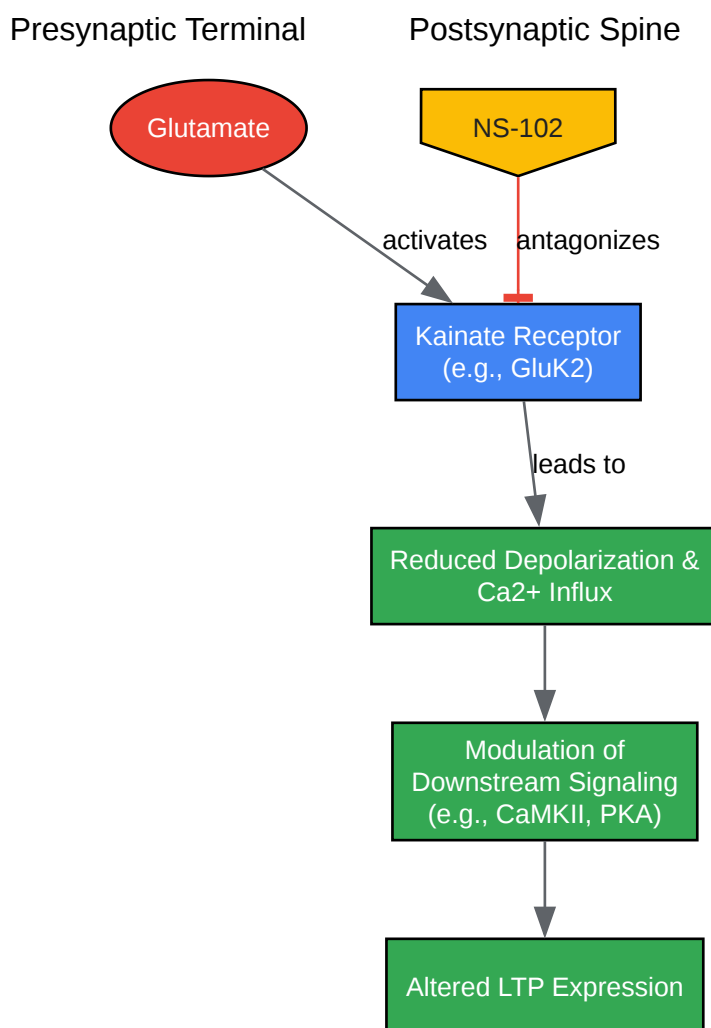 Presynaptic Terminal
Postsynaptic Spine
Glutamate
NS-102
activates
antagonizes
Kainate Receptor
(e.g., GluK2)
leads to
Reduced Depolarization &
Ca2+ Influx
Modulation of
Downstream Signaling
(e.g., CaMKII, PKA)
Altered LTP Expression